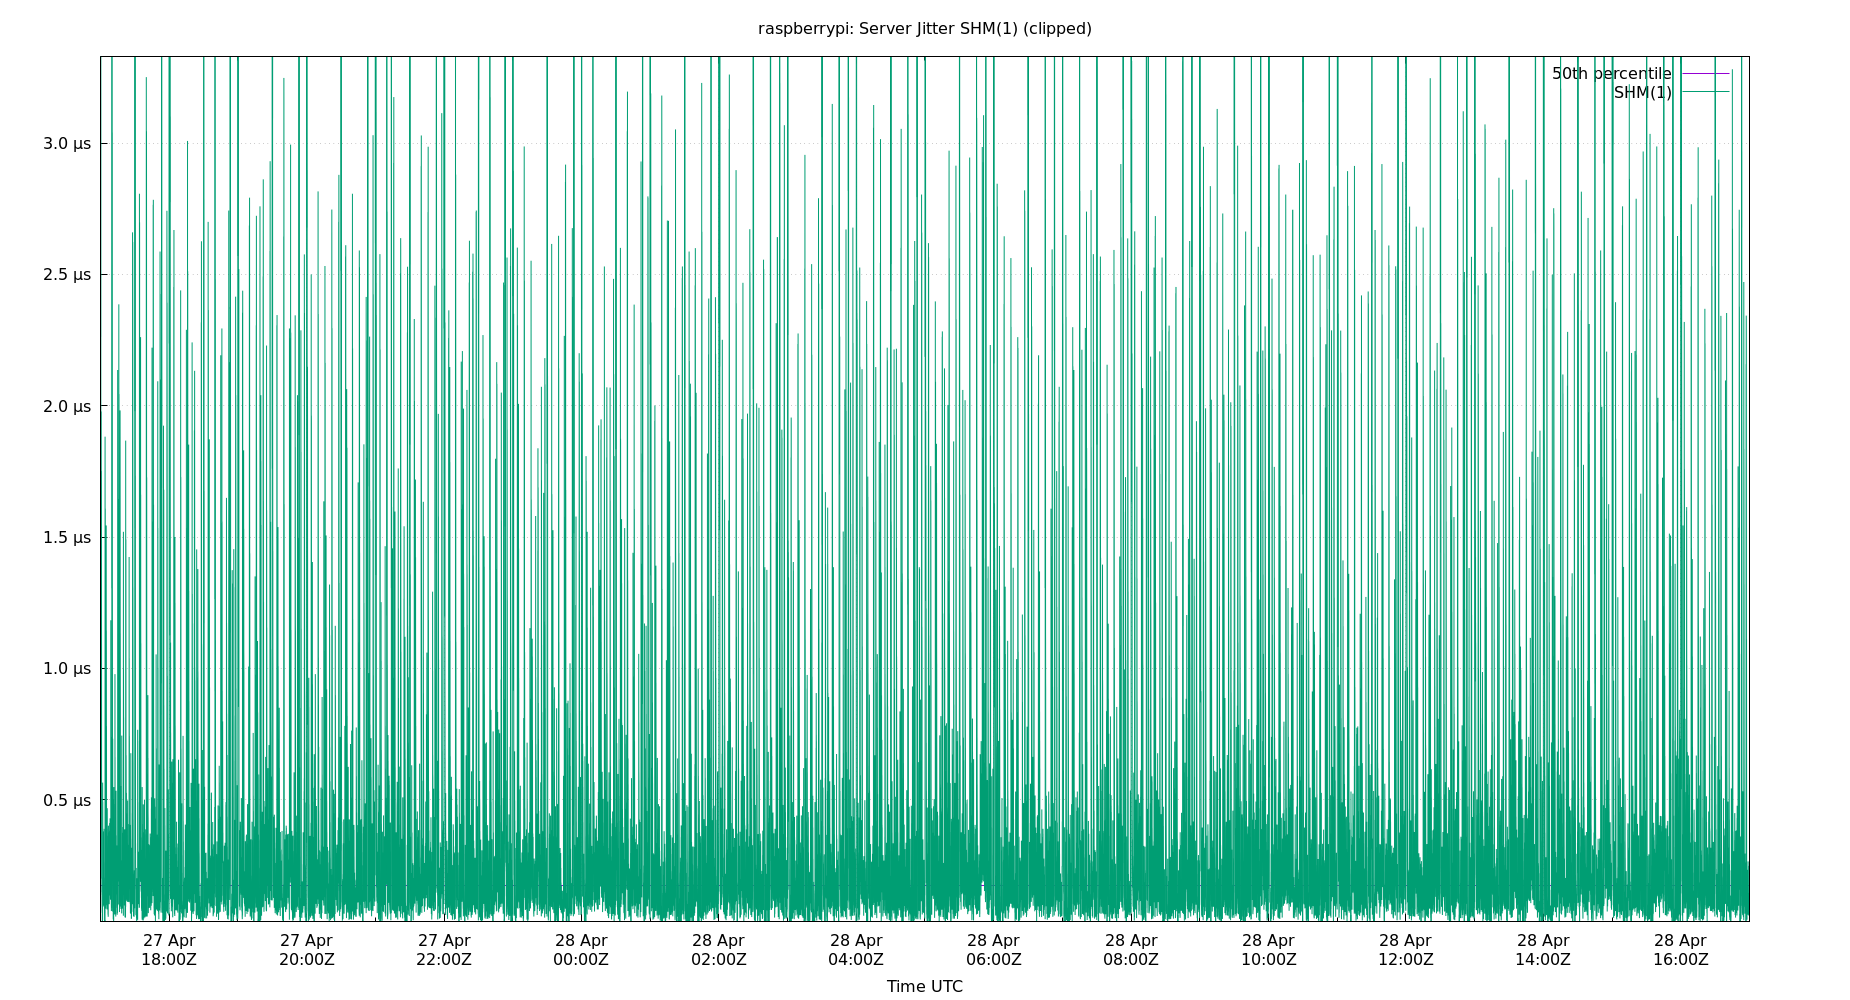 raspberrypi: Server Jitter SHM(1) (clipped)
50th percentile
SHM(1)
3.0 µs
2.5 µs
2.0 µs
1.5 µs
1.0 µs
0.5 µs
27 Apr 27 Apr 27 Apr 28 Apr 28 Apr 28 Apr 28 Apr 28 Apr 28 Apr 28 Apr 28 Apr 28 Apr
18:00Z 20:00Z 22:00Z 00:00Z 02:00Z 04:00Z 06:00Z 08:00Z 10:00Z 12:00Z 14:00Z 16:00Z
Time UTC